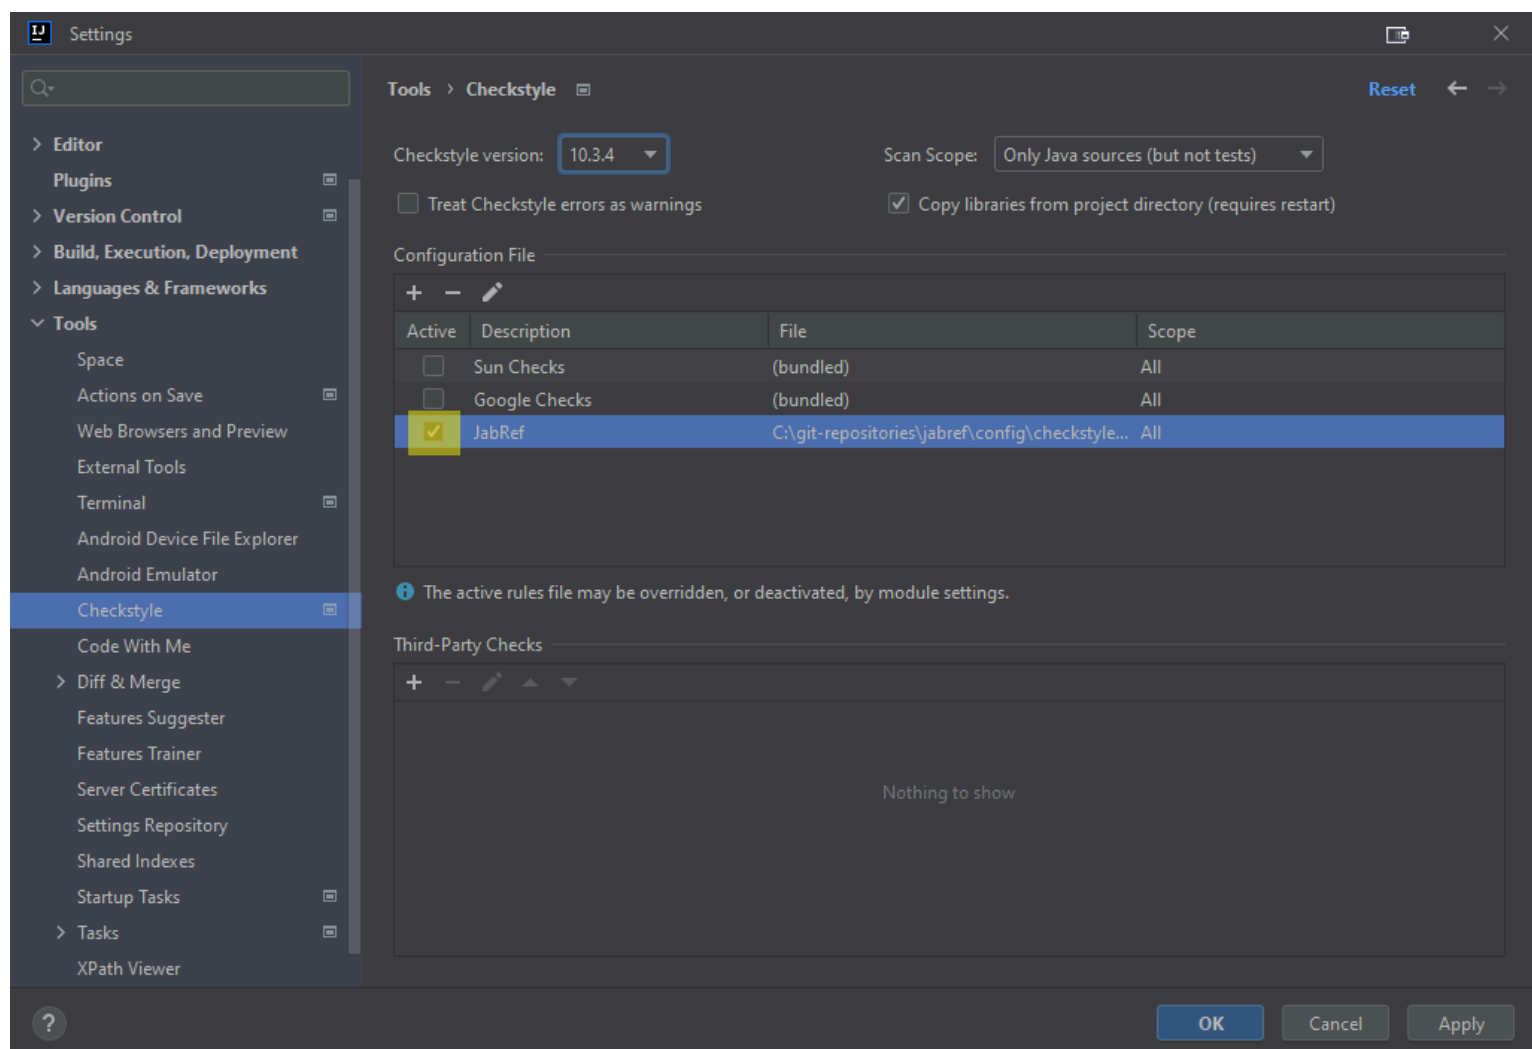 IJ Settings
Tools › Checkstyle Reset
Editor
Plugins
Version Control
Build, Execution, Deployment
Languages & Frameworks
Tools
Space
Actions on Save
Web Browsers and Preview
External Tools
Terminal
Android Device File Explorer
Android Emulator
Checkstyle
Code With Me
Diff & Merge
Features Suggester
Features Trainer
Server Certificates
Settings Repository
Shared Indexes
Startup Tasks
Tasks
XPath Viewer
Checkstyle version: 10.3.4 Scan Scope: Only Java sources (but not tests)
Treat Checkstyle errors as warnings Copy libraries from project directory (requires restart)
Configuration File
Active Description File Scope
Sun Checks (bundled) All
Google Checks (bundled) All
JabRef C:\git-repositories\jabref\config\checkstyle... All
The active rules file may be overridden, or deactivated, by module settings.
Third-Party Checks
Nothing to show
? OK Cancel Apply